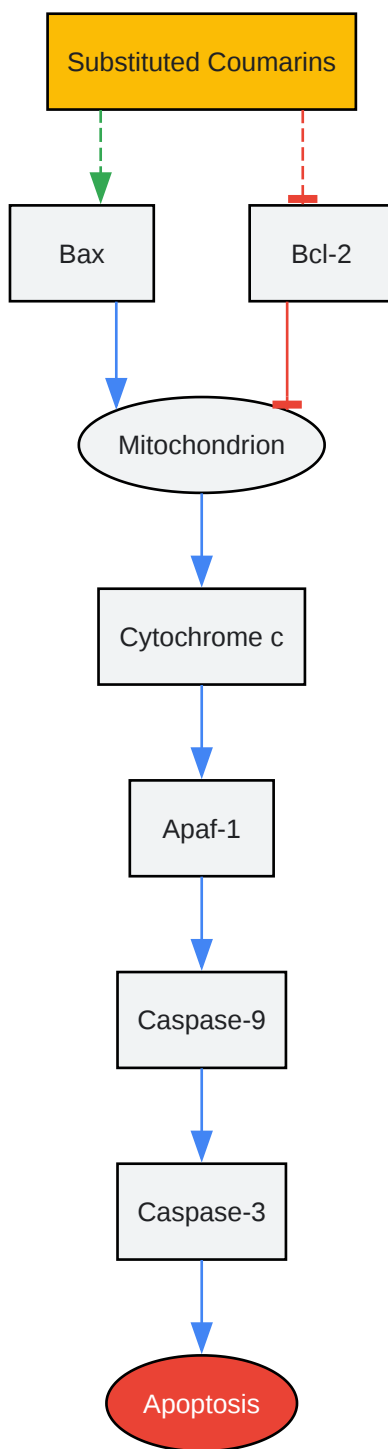 Substituted Coumarins
Bax
Bcl-2
Mitochondrion
Cytochrome c
Apaf-1
Caspase-9
Caspase-3
Apoptosis